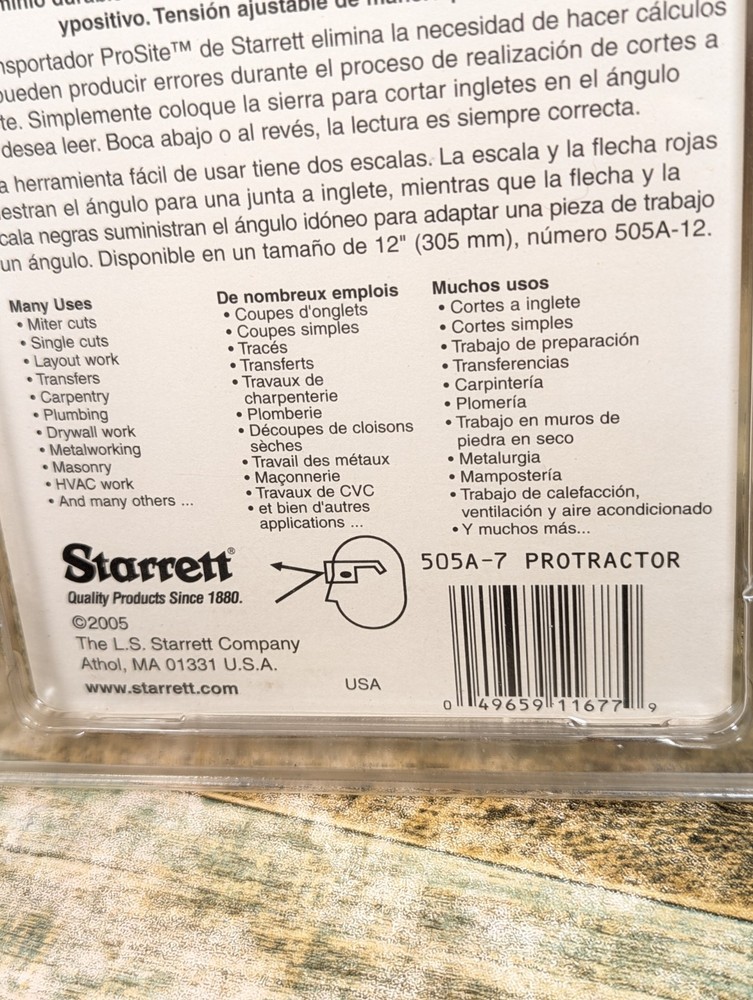 ypositivo. Tensión ajustable de
ProSite™ de Starrett elimina la necesidad de hacer cálculos
pueden producir errores durante el proceso de realización de cortes a
te. Simplemente coloque la sierra para cortar ingletes en el ángulo
desea leer. Boca abajo o al revés, la lectura es siempre correcta.
a herramienta fácil de usar tiene dos escalas. La escala y la flecha rojas
estran el ángulo para una junta a inglete, mientras que la flecha y la
cala negras suministran el ángulo idóneo para adaptar una pieza de trabajo
un ángulo. Disponible en un tamaño de 12" (305 mm), número 505A-12.
Many Uses
• Miter cuts
• Single cuts
• Layout work
• Transfers
• Carpentry
• Plumbing
• Drywall work
• Metalworking
• Masonry
• HVAC work
• And many others ...
De nombreux emplois
• Coupes d'onglets
• Coupes simples
• Tracés
• Transferts
• Travaux de
charpenterie
• Plomberie
• Découpes de cloisons
sèches
• Travail des métaux
• Maçonnerie
• Travaux de CVC
• et bien d'autres
applications ...
Muchos usos
• Cortes a inglete
• Cortes simples
• Trabajo de preparación
• Transferencias
• Carpintería
• Plomería
• Trabajo en muros de
piedra en seco
• Metalurgia
• Mampostería
• Trabajo de calefacción,
ventilación y aire acondicionado
• Y muchos más...
Starrett®
Quality Products Since 1880.
©2005
The L.S. Starrett Company
Athol, MA 01331 U.S.A.
www.starrett.com
USA
505A-7 PROTRACTOR
0 49659 11677 9